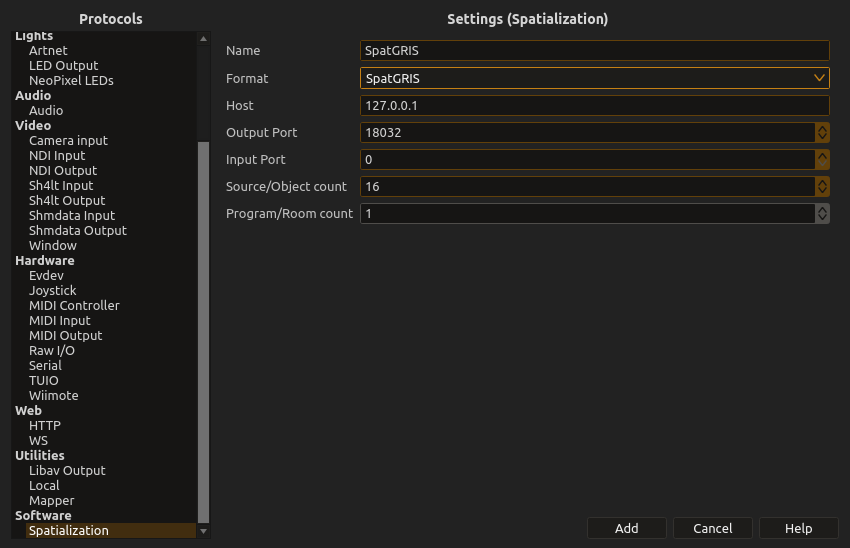 Protocols
Lights
Artnet
LED Output
NeoPixel LEDs
Audio
Audio
Video
Camera input
NDI Input
NDI Output
Sh4lt Input
Sh4lt Output
Shmdata Input
Shmdata Output
Window
Hardware
Evdev
Joystick
MIDI Controller
MIDI Input
MIDI Output
Raw I/O
Serial
TUIO
Wiimote
Web
HTTP
WS
Utilities
Libav Output
Local
Mapper
Software
Spatialization
Settings (Spatialization)
Name SpatGRIS
Format SpatGRIS
Host 127.0.0.1
Output Port 18032
Input Port 0
Source/Object count 16
Program/Room count 1
Add Cancel Help